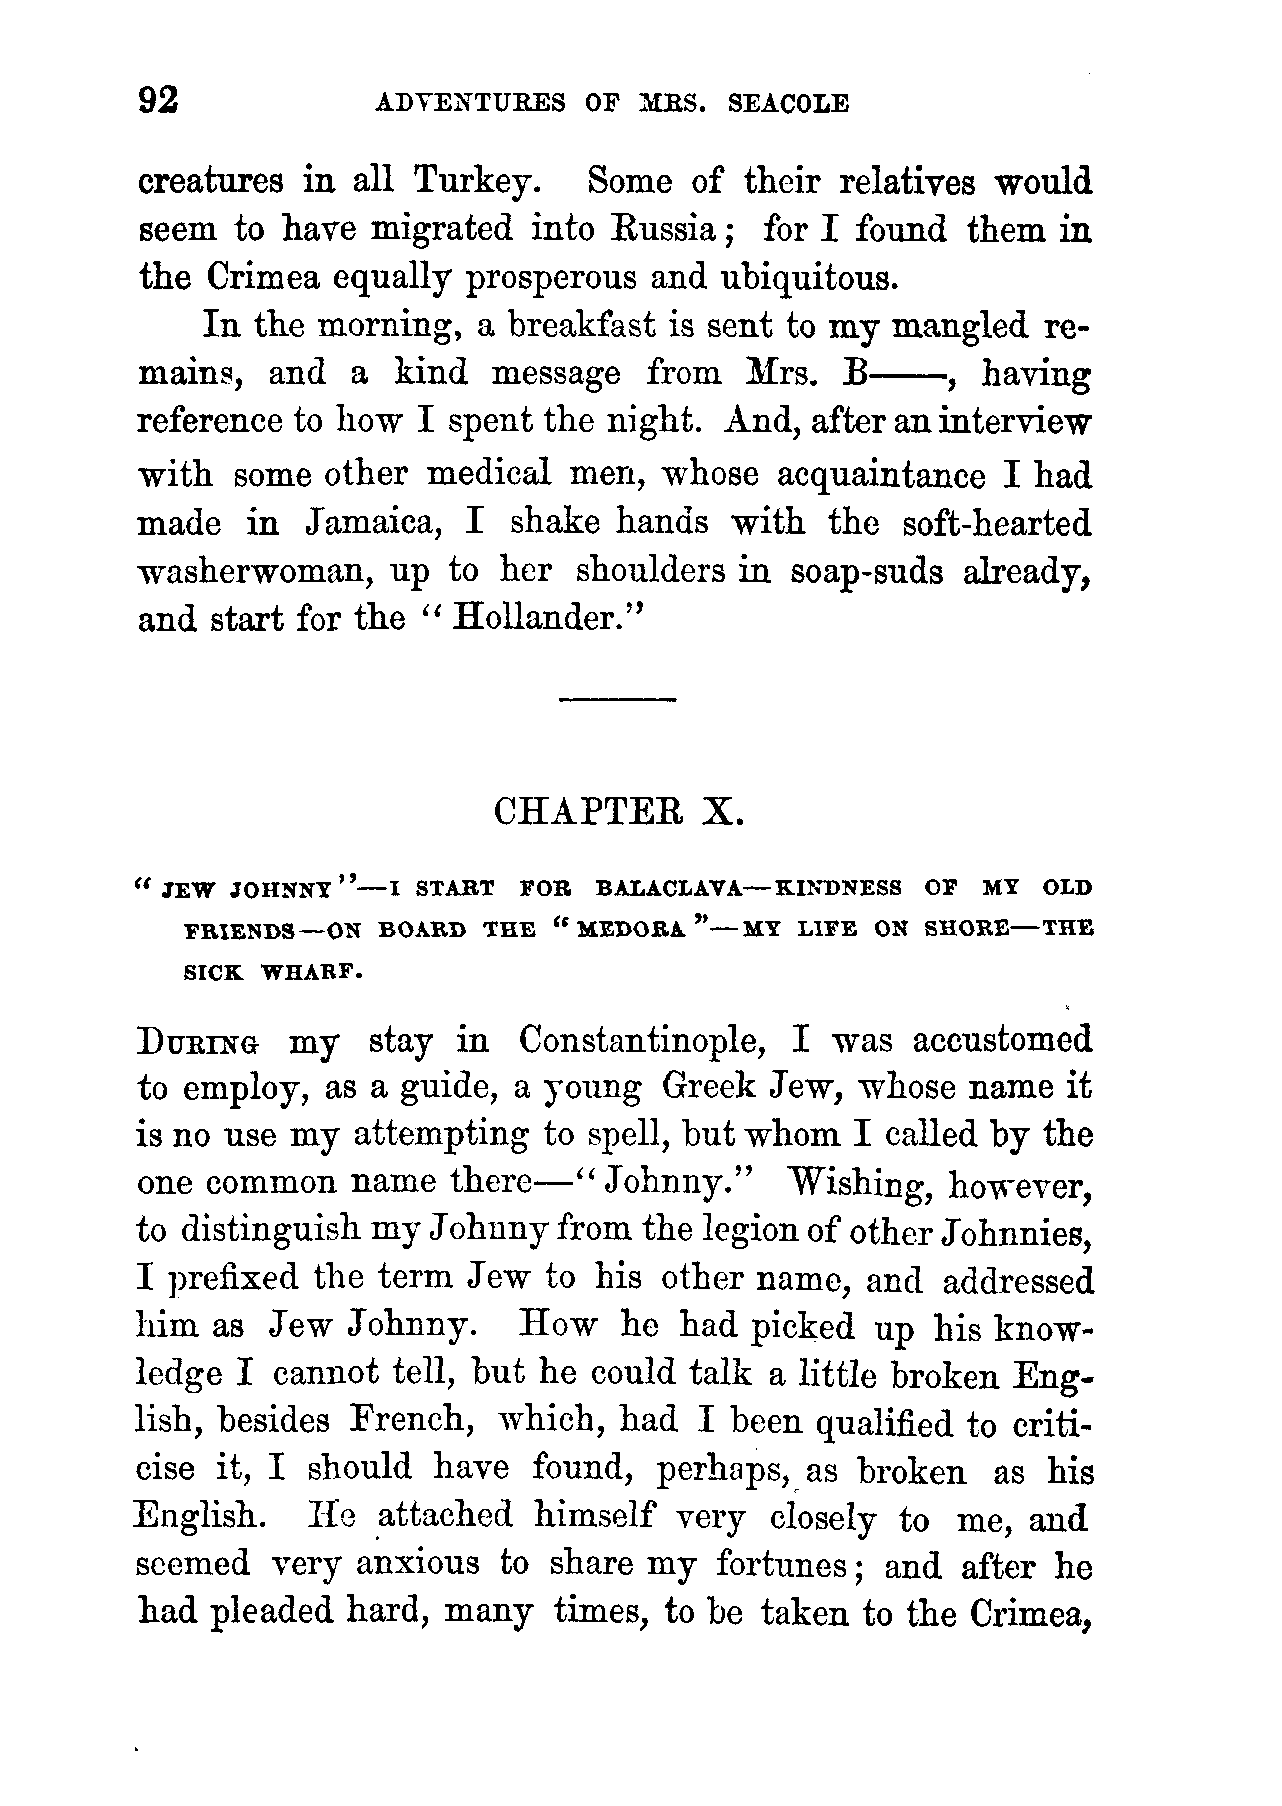 92 ADVENTURES OF MRS. SEACOLE
creatures in all Turkey. Some of their relatives would
seem to have migrated into Russia; for I found them in
the Crimea equally prosperous and ubiquitous.
In the morning, a breakfast is sent to my mangled re-
mains, and a kind message from Mrs. B——, having
reference to how I spent the night. And, after an interview
with some other medical men, whose acquaintance I had
made in Jamaica, I shake hands with the soft-hearted
washerwoman, up to her shoulders in soap-suds already,
and start for the “Hollander.”
CHAPTER X.
“JEW JOHNNY”—I START FOR BALACLAVA—KINDNESS OF MY OLD
FRIENDS—ON BOARD THE “MEDORA”—MY LIFE ON SHORE—THE
SICK WHARF.
DURING my stay in Constantinople, I was accustomed
to employ, as a guide, a young Greek Jew, whose name it
is no use my attempting to spell, but whom I called by the
one common name there—“Johnny.” Wishing, however,
to distinguish my Johnny from the legion of other Johnnies,
I prefixed the term Jew to his other name, and addressed
him as Jew Johnny. How he had picked up his know-
ledge I cannot tell, but he could talk a little broken Eng-
lish, besides French, which, had I been qualified to criti-
cise it, I should have found, perhaps, as broken as his
English. He attached himself very closely to me, and
seemed very anxious to share my fortunes; and after he
had pleaded hard, many times, to be taken to the Crimea,